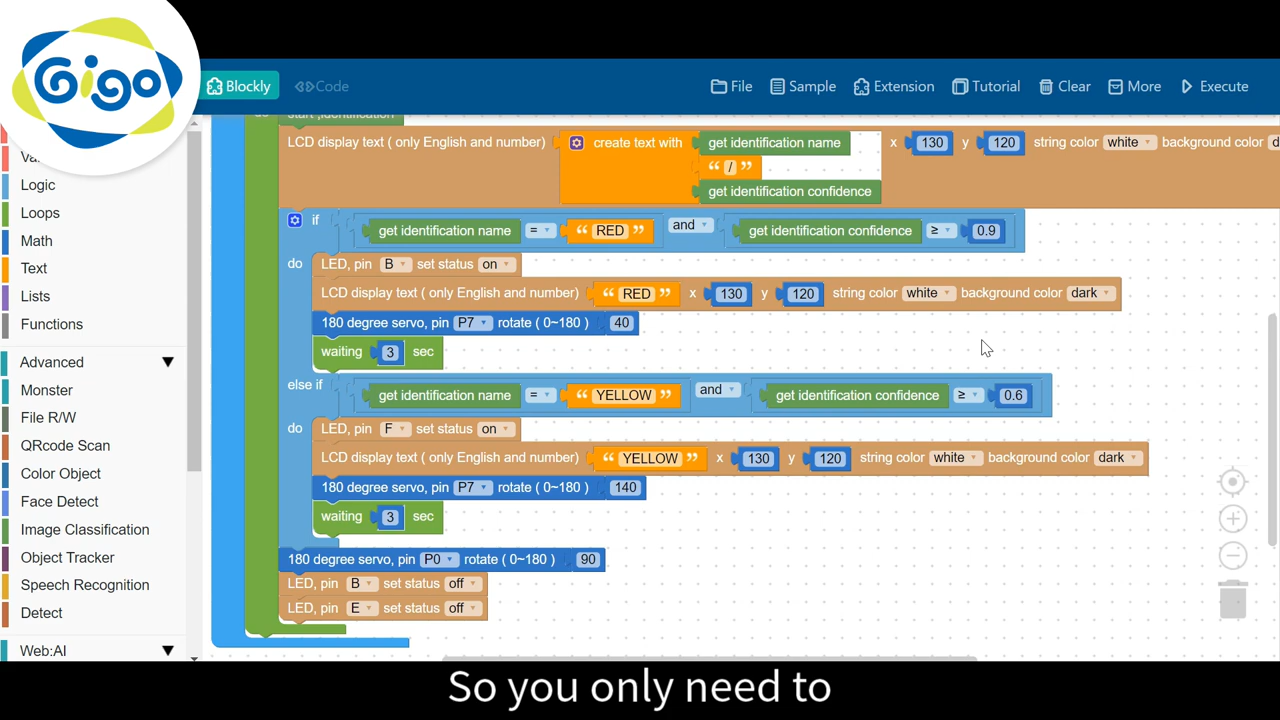 Gigo
Blockly
Code
File
Sample
Extension
Tutorial
Clear
More
Execute
Logic
Loops
Math
Text
Lists
Functions
Advanced
Monster
File R/W
QRcode Scan
Color Object
Face Detect
Image Classification
Object Tracker
Speech Recognition
Detect
Web:AI
LCD display text ( only English and number) create text with get identification name x 130 y 120 string color white background color
“ / ”
get identification confidence
if get identification name = “ RED ” and get identification confidence ≥ 0.9
do LED, pin B set status on
LCD display text ( only English and number) “ RED ” x 130 y 120 string color white background color dark
180 degree servo, pin P7 rotate ( 0~180 ) 40
waiting 3 sec
else if get identification name = “ YELLOW ” and get identification confidence ≥ 0.6
do LED, pin F set status on
LCD display text ( only English and number) “ YELLOW ” x 130 y 120 string color white background color dark
180 degree servo, pin P7 rotate ( 0~180 ) 140
waiting 3 sec
180 degree servo, pin P0 rotate ( 0~180 ) 90
LED, pin B set status off
LED, pin E set status off
So you only need to